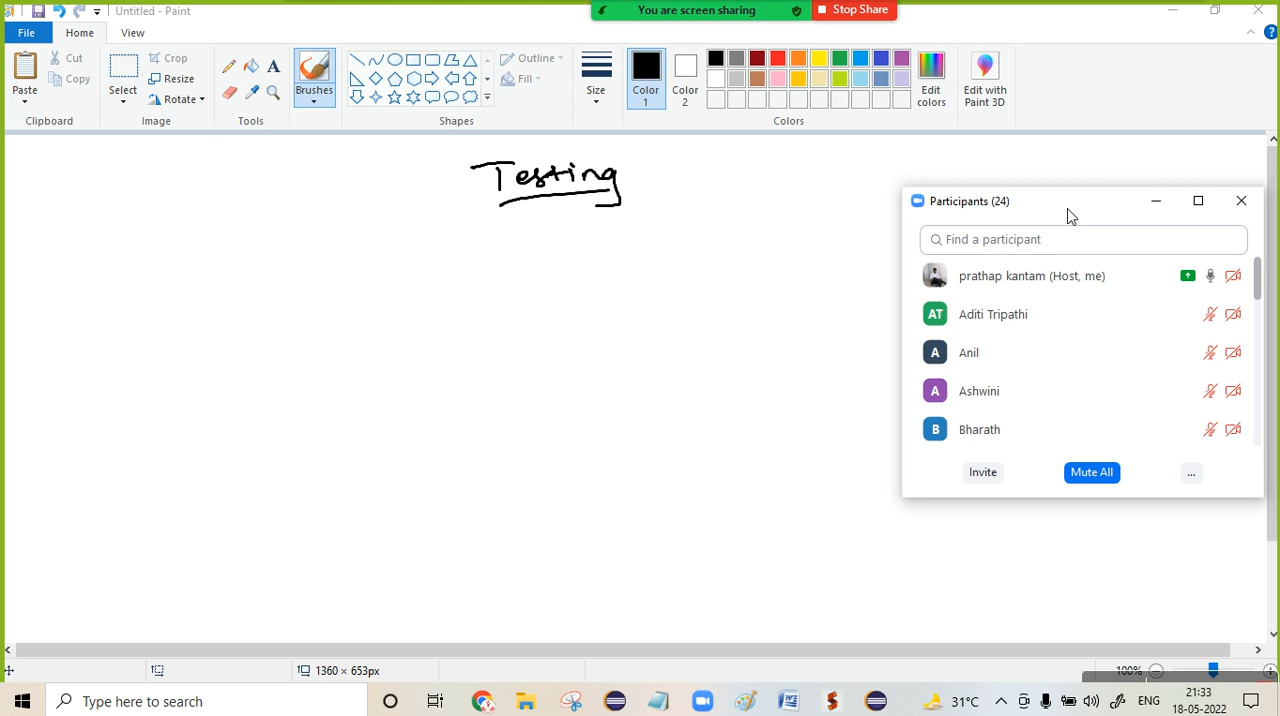 Untitled - Paint
You are screen sharing
Stop Share
File
Home
View
Paste
Cut
Copy
Clipboard
Select
Crop
Resize
Rotate
Image
A
Tools
Brushes
Outline
Fill
Shapes
Size
Color 1
Color 2
Edit colors
Colors
Edit with Paint 3D
?
Testing
Participants (24)
Find a participant
prathap kantam (Host, me)
AT Aditi Tripathi
A Anil
A Ashwini
B Bharath
Invite
Mute All
...
1360 × 653px
100%
Type here to search
31°C
ENG
21:33
18-05-2022